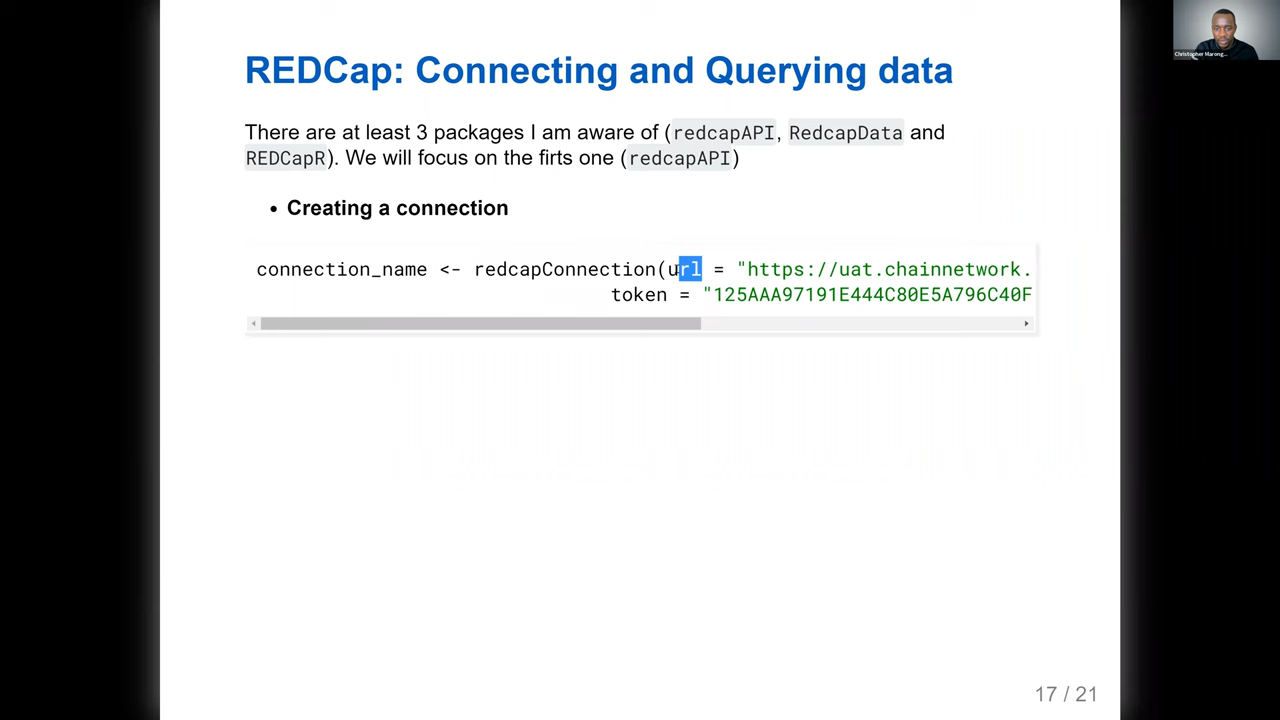 REDCap: Connecting and Querying data
There are at least 3 packages I am aware of (redcapAPI, RedcapData and
REDCapR). We will focus on the firts one (redcapAPI)
• Creating a connection
connection_name <- redcapConnection(url = "https://uat.chainnetwork.
token = "125AAA97191E444C80E5A796C40F
17 / 21
Christopher Marong...